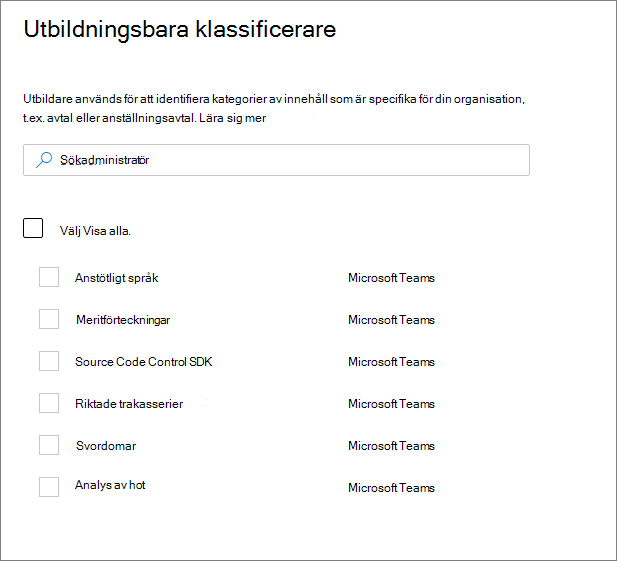 Utbildningsbara klassificerare
Utbildare används för att identifiera kategorier av innehåll som är specifika för din organisation,
t.ex. avtal eller anställningsavtal. Lära sig mer
Sökadministratör
Välj Visa alla.
Anstötligt språk Microsoft Teams
Meritförteckningar Microsoft Teams
Source Code Control SDK Microsoft Teams
Riktade trakasserier Microsoft Teams
Svordomar Microsoft Teams
Analys av hot Microsoft Teams